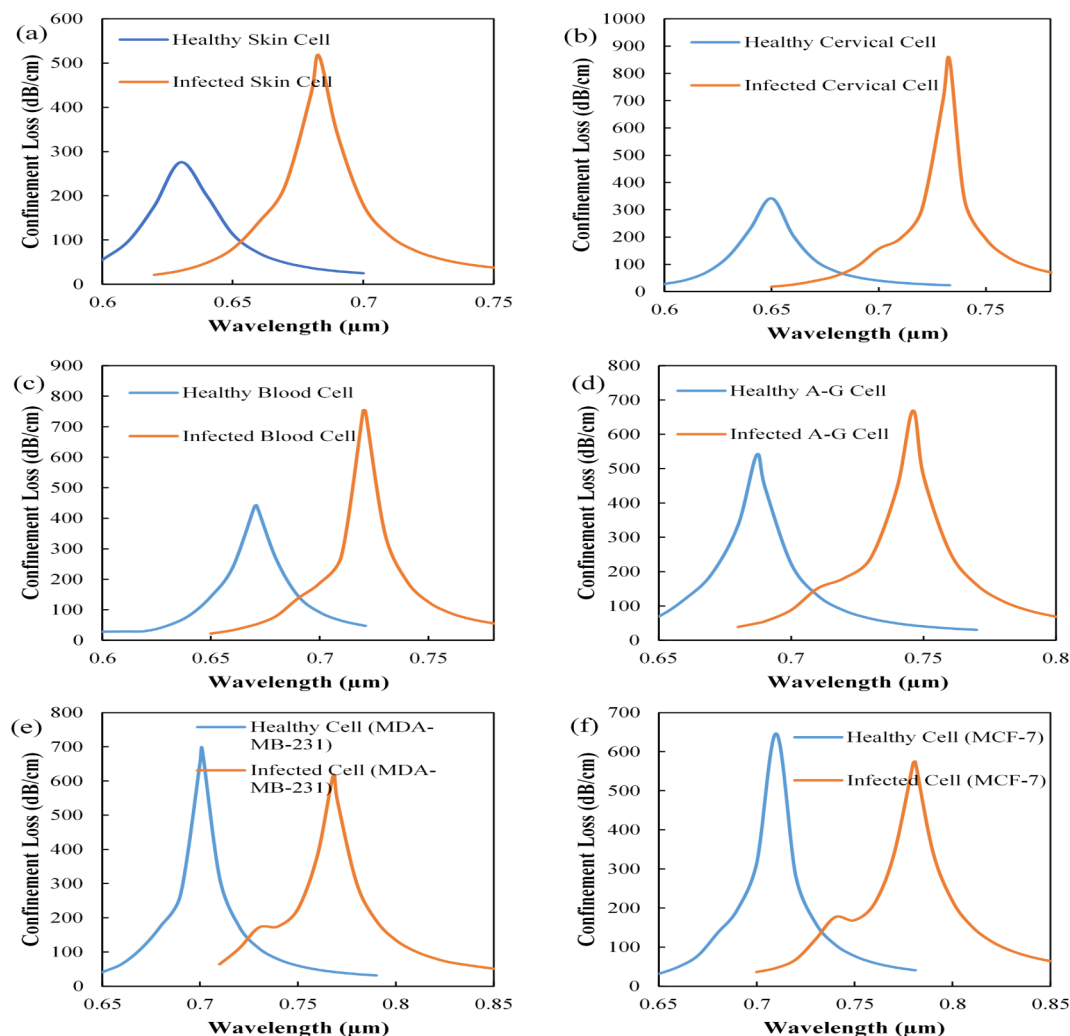 (a)
600
500
400
300
200
100
0
Confinement Loss (dB/cm)
Healthy Skin Cell
Infected Skin Cell
0.6 0.65 0.7 0.75
Wavelength (μm)
(b)
1000
900
800
700
600
500
400
300
200
100
0
Confinement Loss (dB/cm)
Healthy Cervical Cell
Infected Cervical Cell
0.6 0.65 0.7 0.75
Wavelength (μm)
(c)
900
800
700
600
500
400
300
200
100
0
Confinement Loss (dB/cm)
Healthy Blood Cell
Infected Blood Cell
0.6 0.65 0.7 0.75
Wavelength (μm)
(d)
800
700
600
500
400
300
200
100
0
Confinement Loss (dB/cm)
Healthy A-G Cell
Infected A-G Cell
0.65 0.7 0.75 0.8
Wavelength (μm)
(e)
800
700
600
500
400
300
200
100
0
Confinement Loss (dB/cm)
Healthy Cell (MDA-
MB-231)
Infected Cell (MDA-
MB-231)
0.65 0.7 0.75 0.8 0.85
Wavelength (μm)
(f)
700
600
500
400
300
200
100
0
Confinement Loss (dB/cm)
Healthy Cell (MCF-7)
Infected Cell (MCF-7)
0.65 0.7 0.75 0.8 0.85
Wavelength (μm)